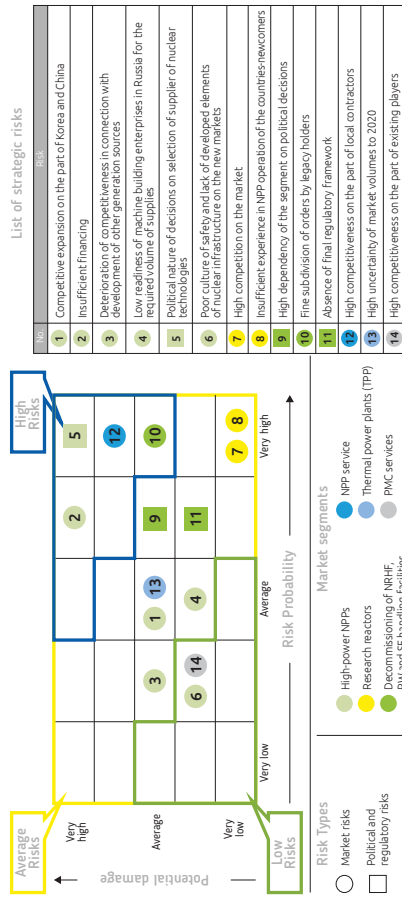 Average
Risks
High
Risks
Potential damage
Very
high
Average
Very
low
5
2
12
10
9
13
1
3
11
4
14
6
8
7
Low
Risks
Very low
Average
Very high
Risk Probability
Risk Types
Market risks
Political and
regulatory risks
Market segments
High-power NPPs
Research reactors
Decommissioning of NRHF,
RW and SF handling facilities
NPP service
Thermal power plants (TPP)
PMC services
List of strategic risks
No
Risk
1 Competitive expansion on the part of Korea and China
2 Insufficient financing
3 Deterioration of competitiveness in connection with
development of other generation sources
4 Low readiness of machine building enterprises in Russia for the
required volume of supplies
5 Political nature of decisions on selection of supplier of nuclear
technologies
6 Poor culture of safety and lack of developed elements
of nuclear infrastructure on the new markets
7 High competition on the market
8 Insufficient experience in NPP operation of the countries-newcomers
9 High dependency of the segment on political decisions
10 Fine subdivision of orders by legacy holders
11 Absence of final regulatory framework
12 High competitiveness on the part of local contractors
13 High uncertainty of market volumes to 2020
14 High competitiveness on the part of existing players